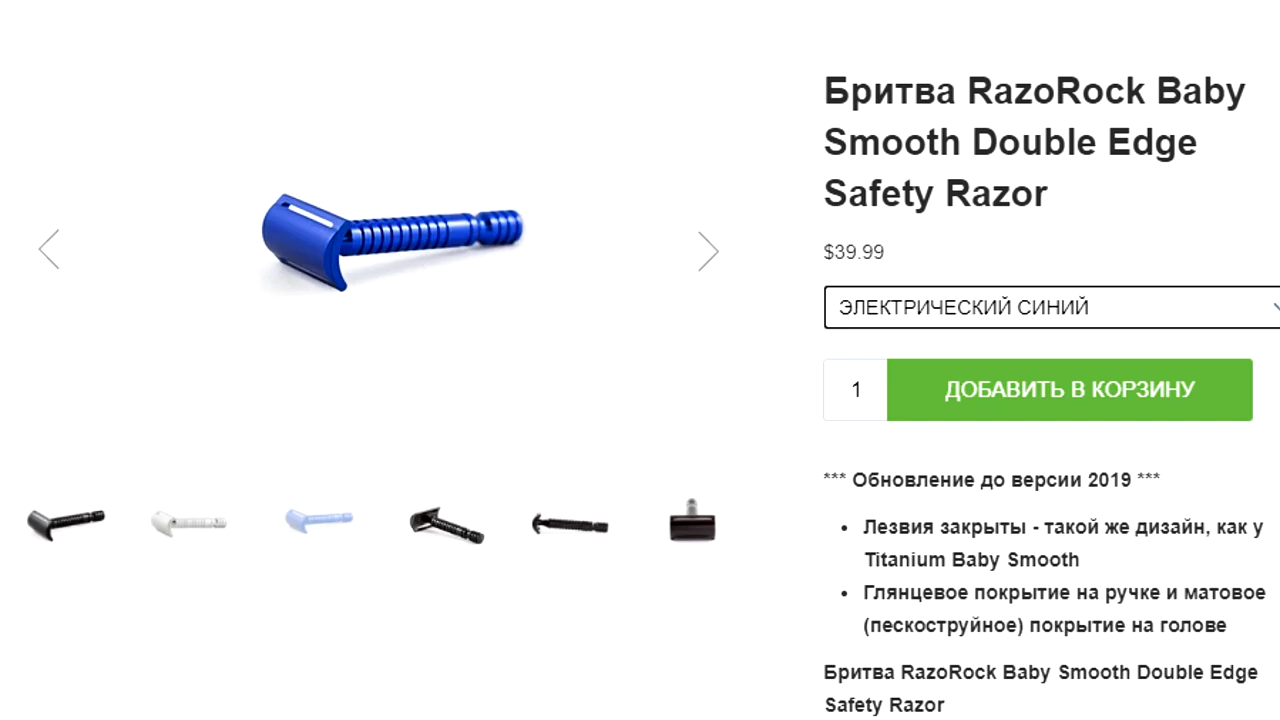 Бритва RazoRock Baby
Smooth Double Edge
Safety Razor
$39.99
ЭЛЕКТРИЧЕСКИЙ СИНИЙ
1
ДОБАВИТЬ В КОРЗИНУ
*** Обновление до версии 2019 ***
• Лезвия закрыты - такой же дизайн, как у
Titanium Baby Smooth
• Глянцевое покрытие на ручке и матовое
(пескоструйное) покрытие на голове
Бритва RazoRock Baby Smooth Double Edge
Safety Razor